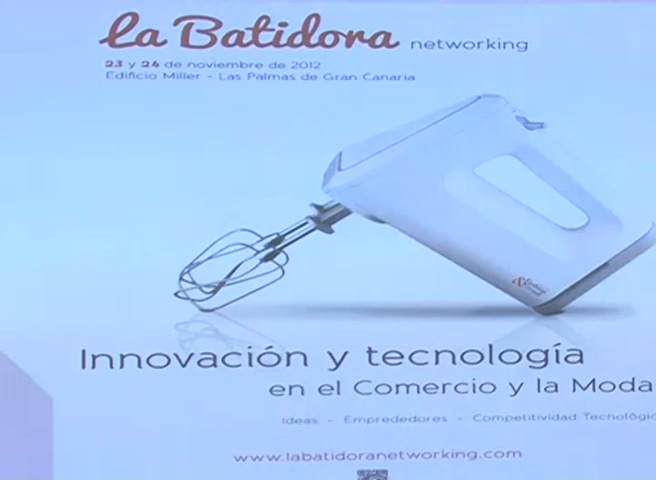 La Batidora networking
23 y 24 de noviembre de 2012
Edificio Miller - Las Palmas de Gran Canaria
Innovación y tecnología
en el Comercio y la Moda
Ideas - Emprededores - Competitividad Tecnológic
www.labatidoranetworking.com